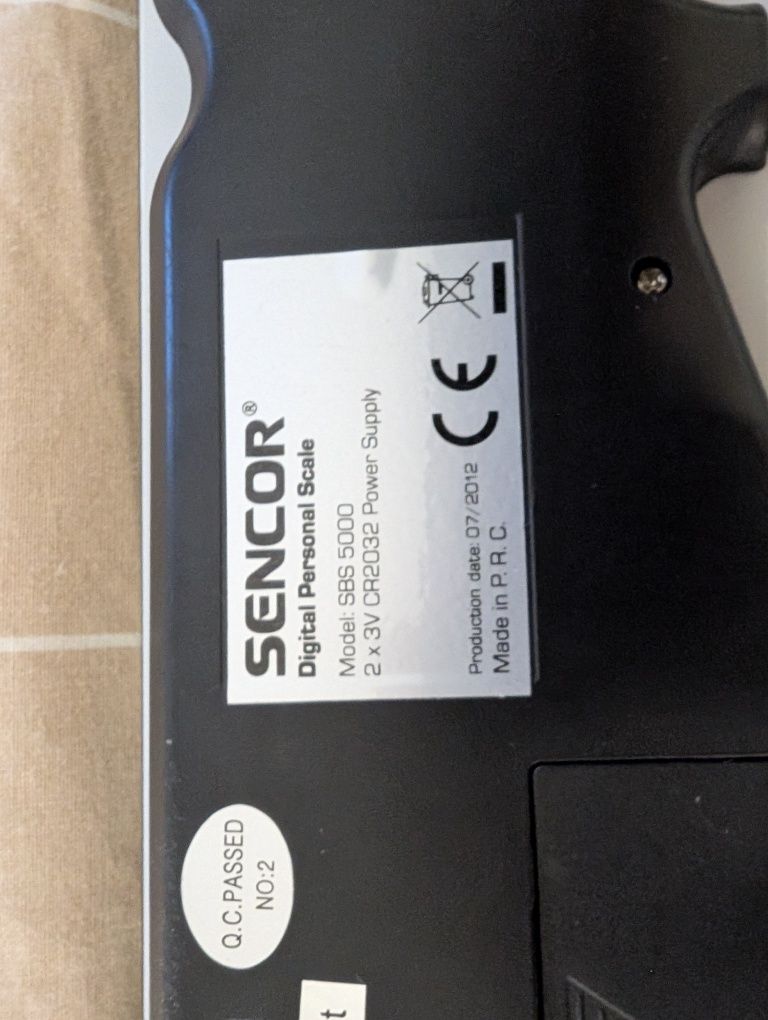 SENCOR®
Digital Personal Scale
Model: SBS 5000
2 x 3V CR2032 Power Supply
Production date: 07/2012
Made in P. R. C.
CE
Q.C.PASSED
NO:2
t